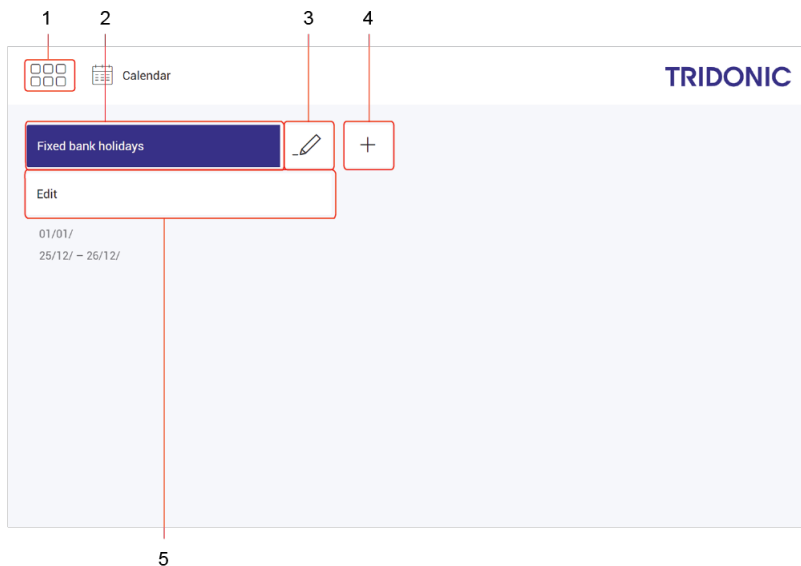 1 2 3 4
Calendar TRIDONIC
Fixed bank holidays
Edit
01/01/
25/12/ – 26/12/
5